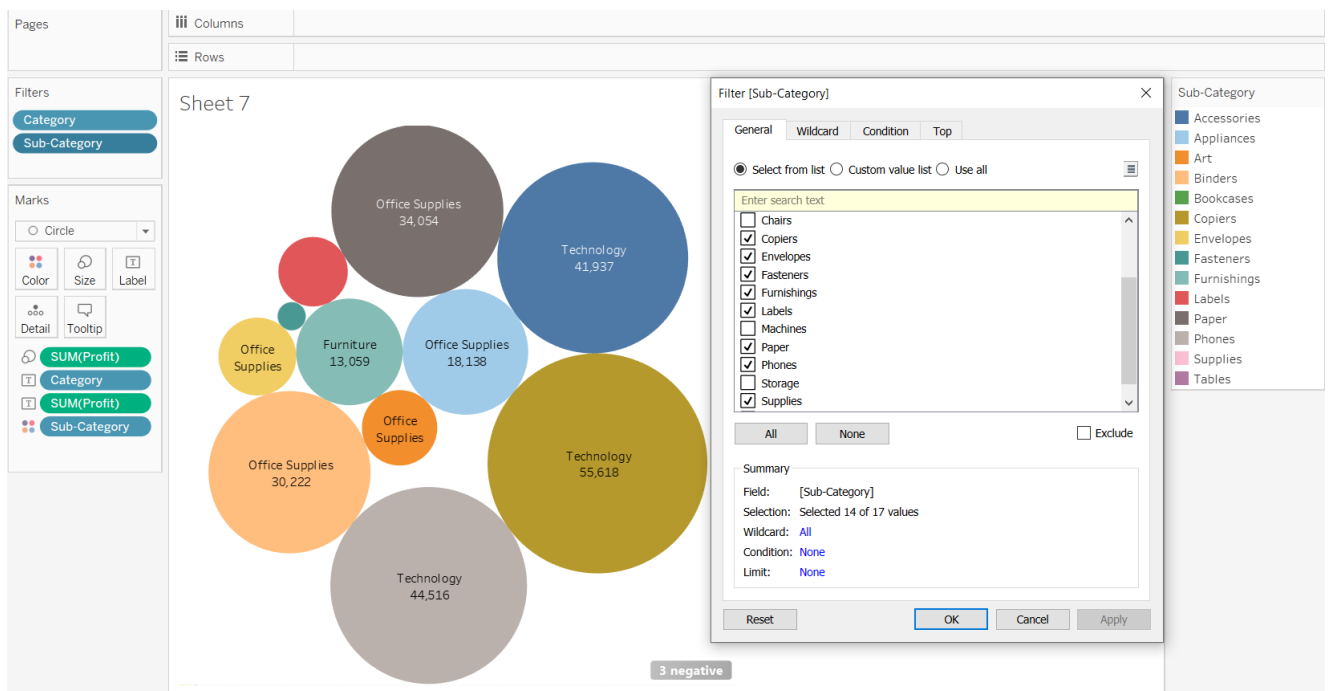 Pages
Columns
Rows
Filters
Category
Sub-Category
Marks
Circle
Color
Size
Label
Detail
Tooltip
SUM(Profit)
Category
SUM(Profit)
Sub-Category
Sheet 7
Office Supplies
34,054
Technology
41,937
Office
Supplies
Furniture
13,059
Office Supplies
18,138
Office
Supplies
Office Supplies
30,222
Technology
55,618
Technology
44,516
3 negative
Filter [Sub-Category]
General
Wildcard
Condition
Top
Select from list
Custom value list
Use all
Enter search text
Chairs
Copiers
Envelopes
Fasteners
Furnishings
Labels
Machines
Paper
Phones
Storage
Supplies
All
None
Exclude
Summary
Field: [Sub-Category]
Selection: Selected 14 of 17 values
Wildcard: All
Condition: None
Limit: None
Reset
OK
Cancel
Apply
Sub-Category
Accessories
Appliances
Art
Binders
Bookcases
Copiers
Envelopes
Fasteners
Furnishings
Labels
Paper
Phones
Supplies
Tables